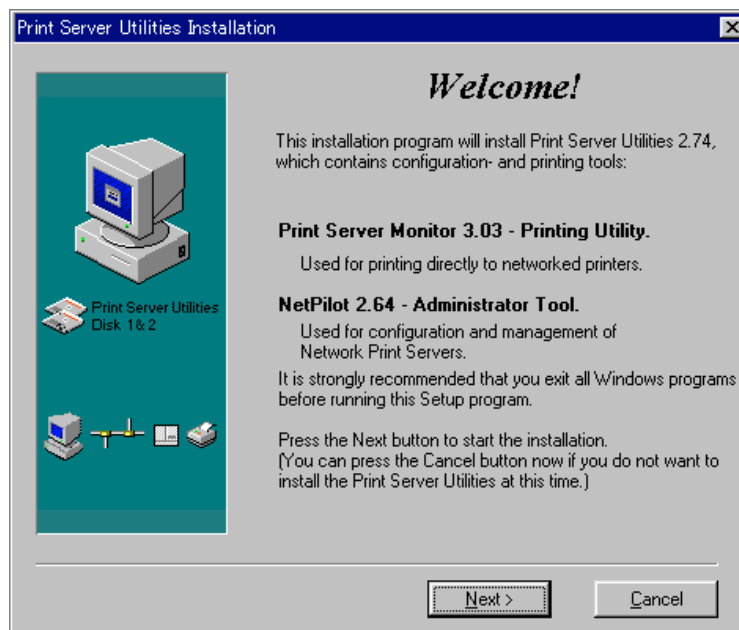 Print Server Utilities Installation
Welcome!
This installation program will install Print Server Utilities 2.74,
which contains configuration- and printing tools:
Print Server Monitor 3.03 - Printing Utility.
Used for printing directly to networked printers.
NetPilot 2.64 - Administrator Tool.
Used for configuration and management of
Network Print Servers.
It is strongly recommended that you exit all Windows programs
before running this Setup program.
Press the Next button to start the installation.
(You can press the Cancel button now if you do not want to
install the Print Server Utilities at this time.)
Print Server Utilities
Disk 1& 2
Next >
Cancel